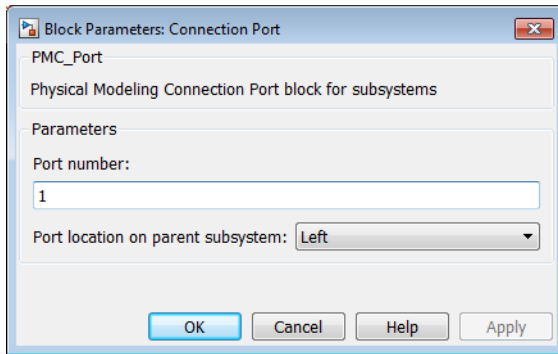 Block Parameters: Connection Port
PMC_Port
Physical Modeling Connection Port block for subsystems
Parameters
Port number:
1
Port location on parent subsystem: Left
OK Cancel Help Apply